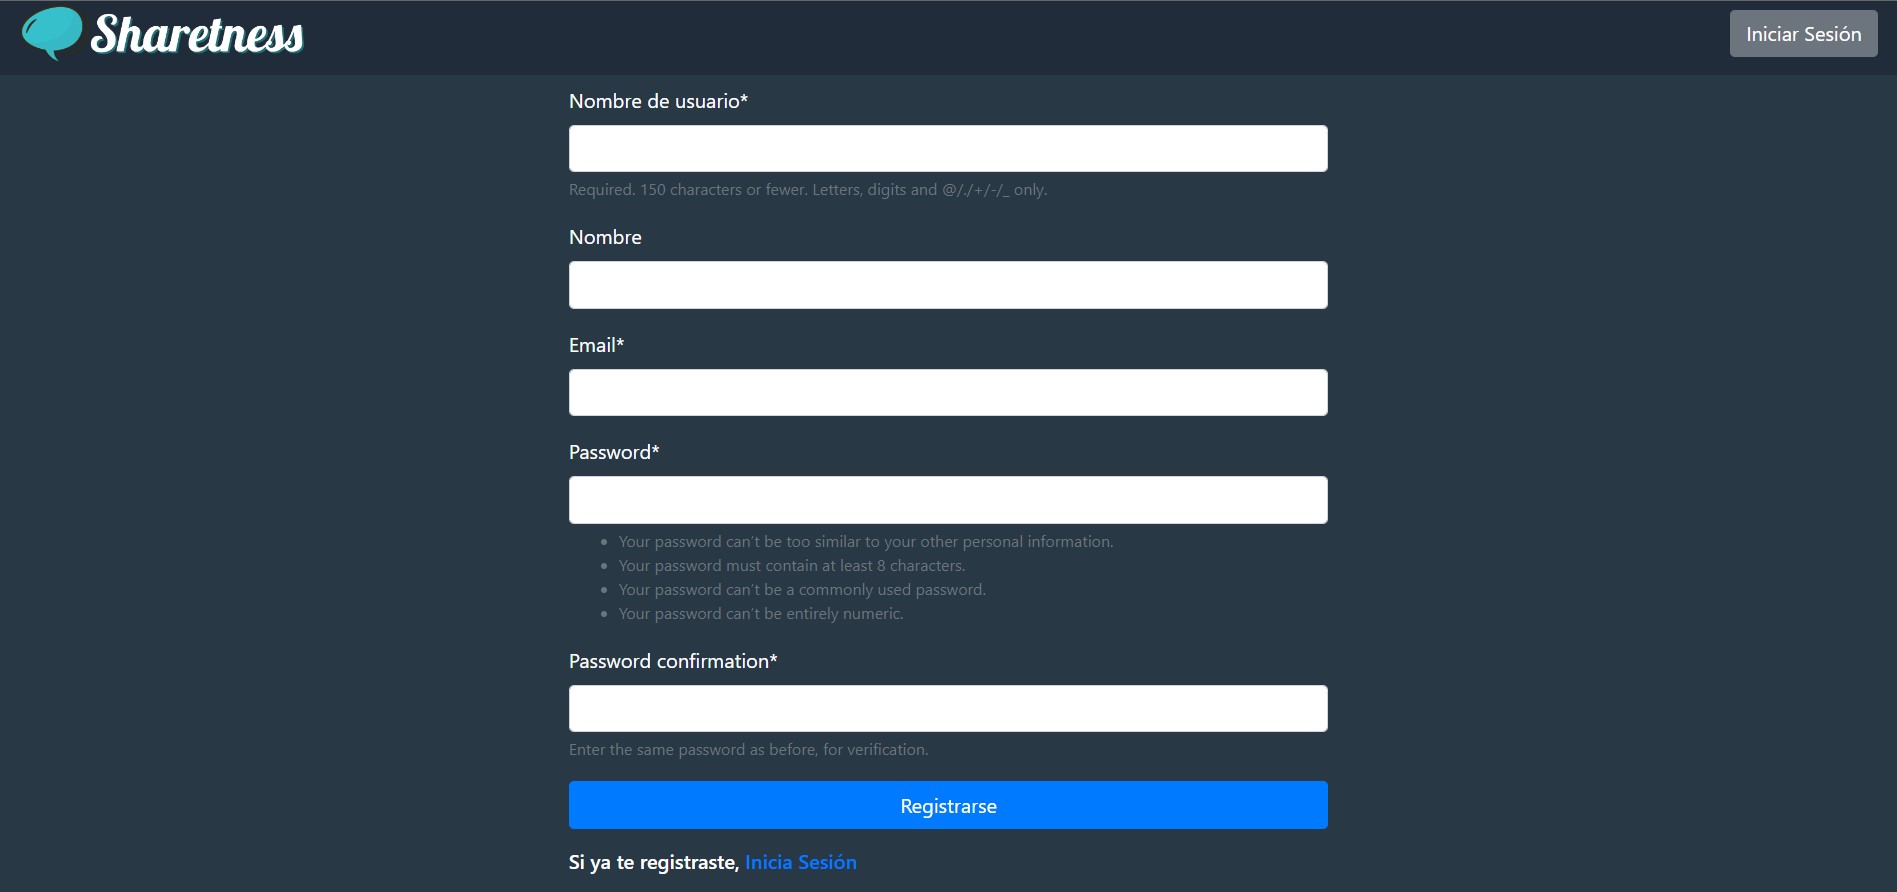 Sharetness
Iniciar Sesión
Nombre de usuario*
Required. 150 characters or fewer. Letters, digits and @/./+/-/_ only.
Nombre
Email*
Password*
Your password can't be too similar to your other personal information.
Your password must contain at least 8 characters.
Your password can't be a commonly used password.
Your password can't be entirely numeric.
Password confirmation*
Enter the same password as before, for verification.
Registrarse
Si ya te registraste, Inicia Sesión